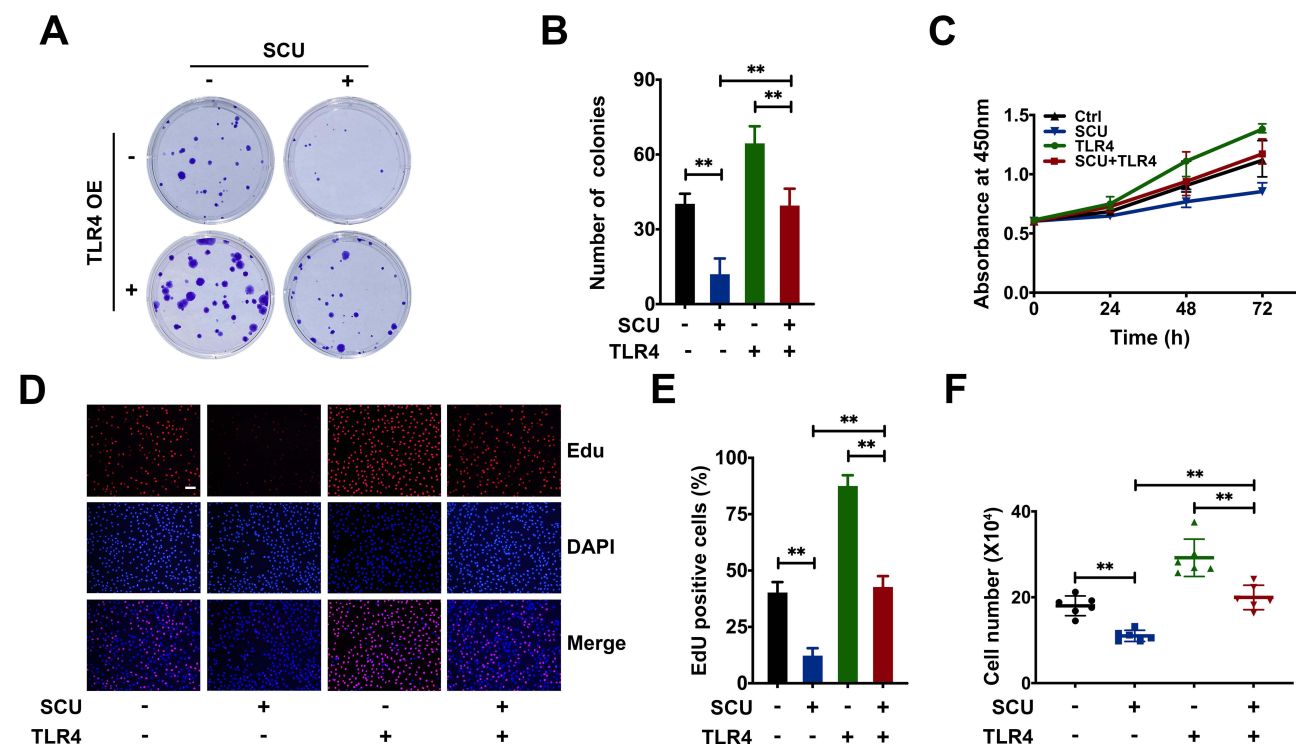 A
SCU
- +
TLR4 OE
-
+
B
Number of colonies
90
60
30
0
** ** **
SCU - + - +
TLR4 - - + +
C
Absorbance at 450nm
1.5
1.0
0.5
0.0
Ctrl
SCU
TLR4
SCU+TLR4
0 24 48 72
Time (h)
D
Edu
DAPI
Merge
SCU - + - +
TLR4 - - + +
E
EdU positive cells (%)
100
75
50
25
0
** ** **
SCU - + - +
TLR4 - - + +
F
Cell number (X10⁴)
40
20
0
** ** **
SCU - + - +
TLR4 - - + +